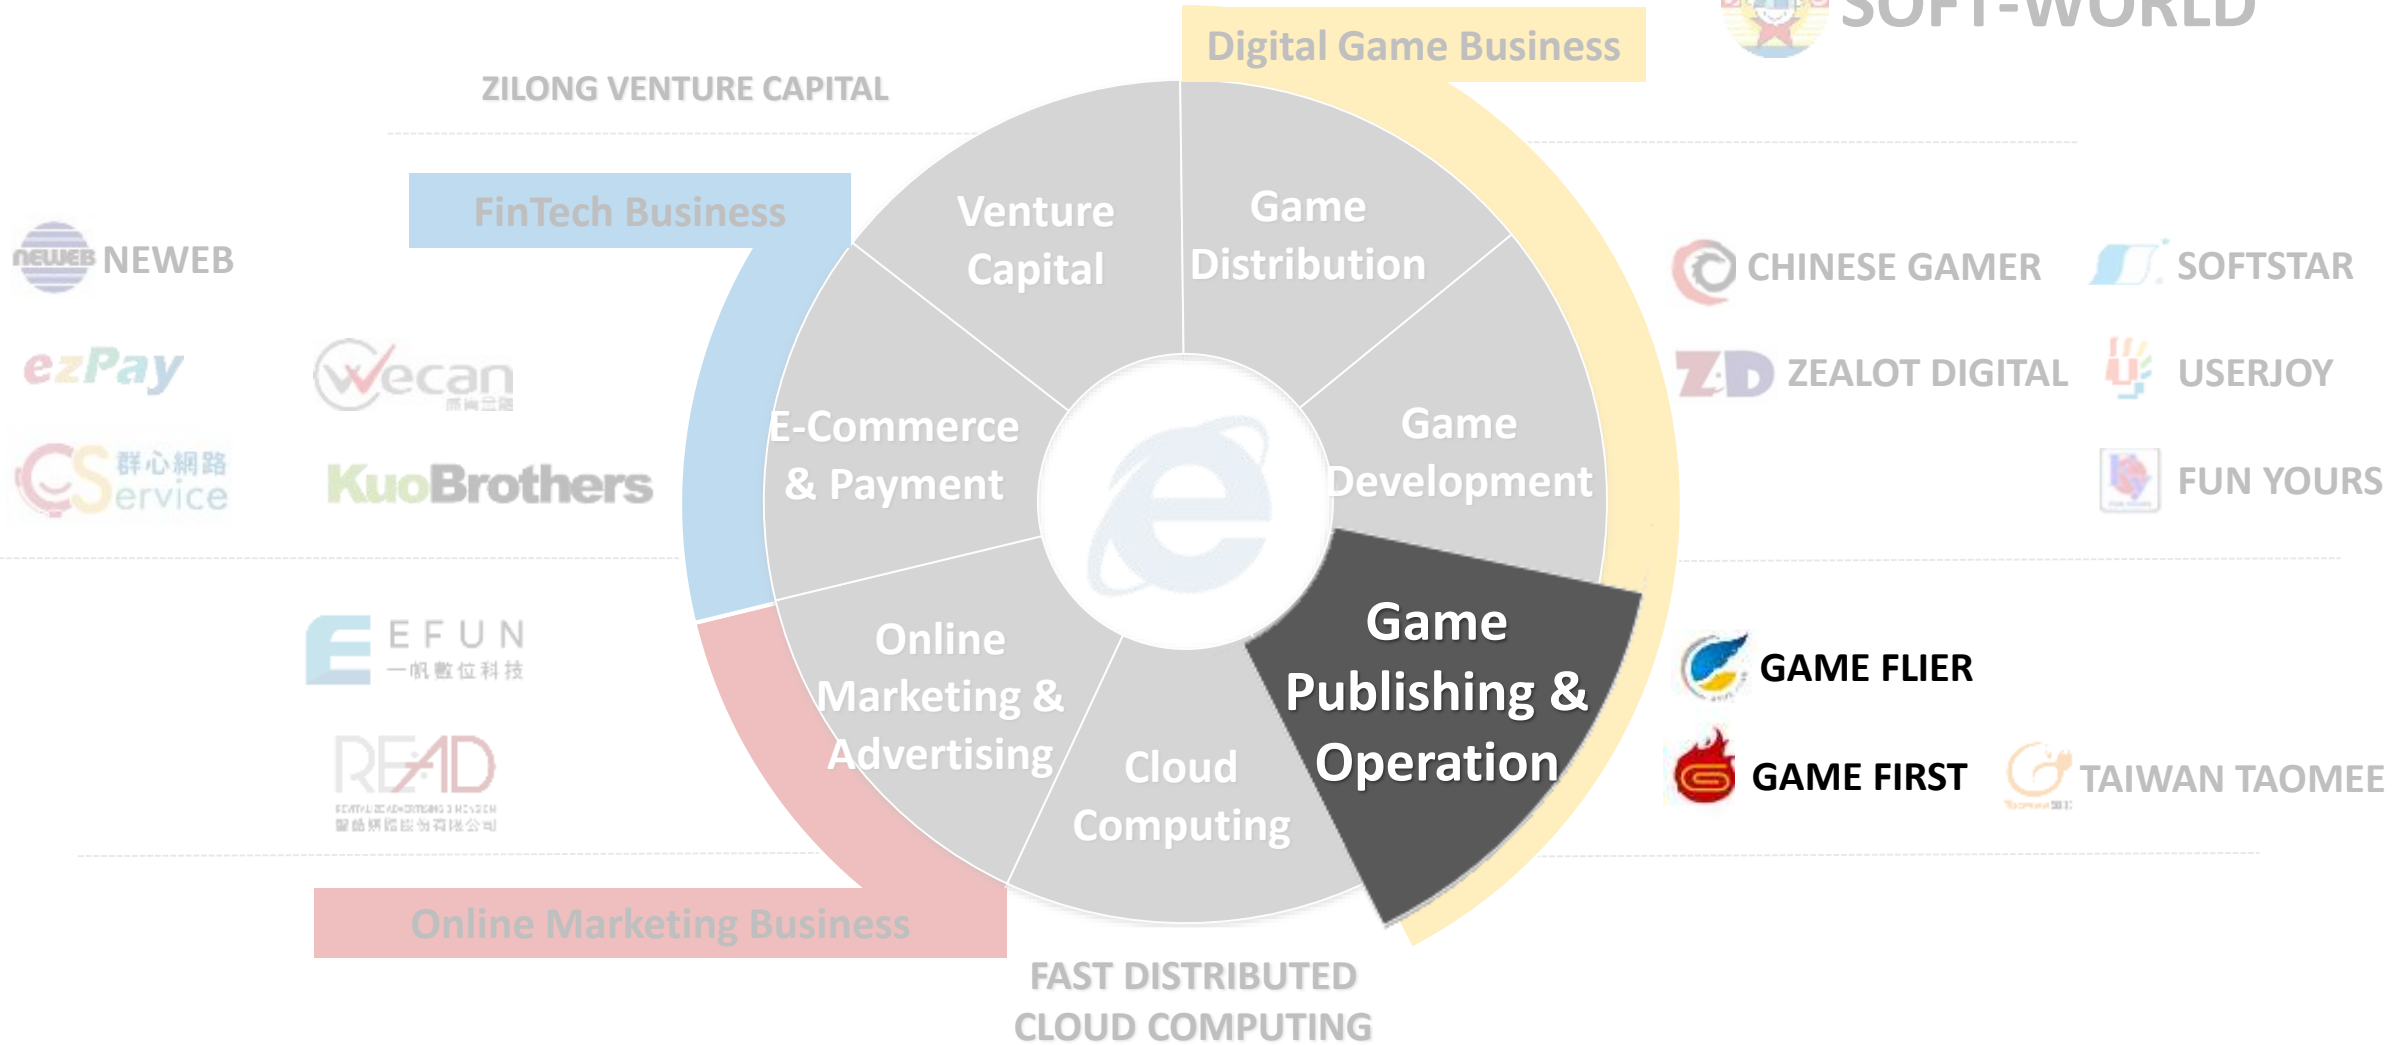 SOFT-WORLD
Digital Game Business
ZILONG VENTURE CAPITAL
FinTech Business
Venture
Capital
Game
Distribution
NEWEB NEWEB
CHINESE GAMER
SOFTSTAR
ezPay
Wecan
ZD ZEALOT DIGITAL
USERJOY
E-Commerce
& Payment
Game
Development
CService
群心網路
KuoBrothers
FUN YOURS
EFUN
一帆數位科技
Online
Marketing &
Advertising
Game
Publishing &
Operation
GAME FLIER
READ
Cloud
Computing
GAME FIRST
TAIWAN TAOMEE
Online Marketing Business
FAST DISTRIBUTED
CLOUD COMPUTING